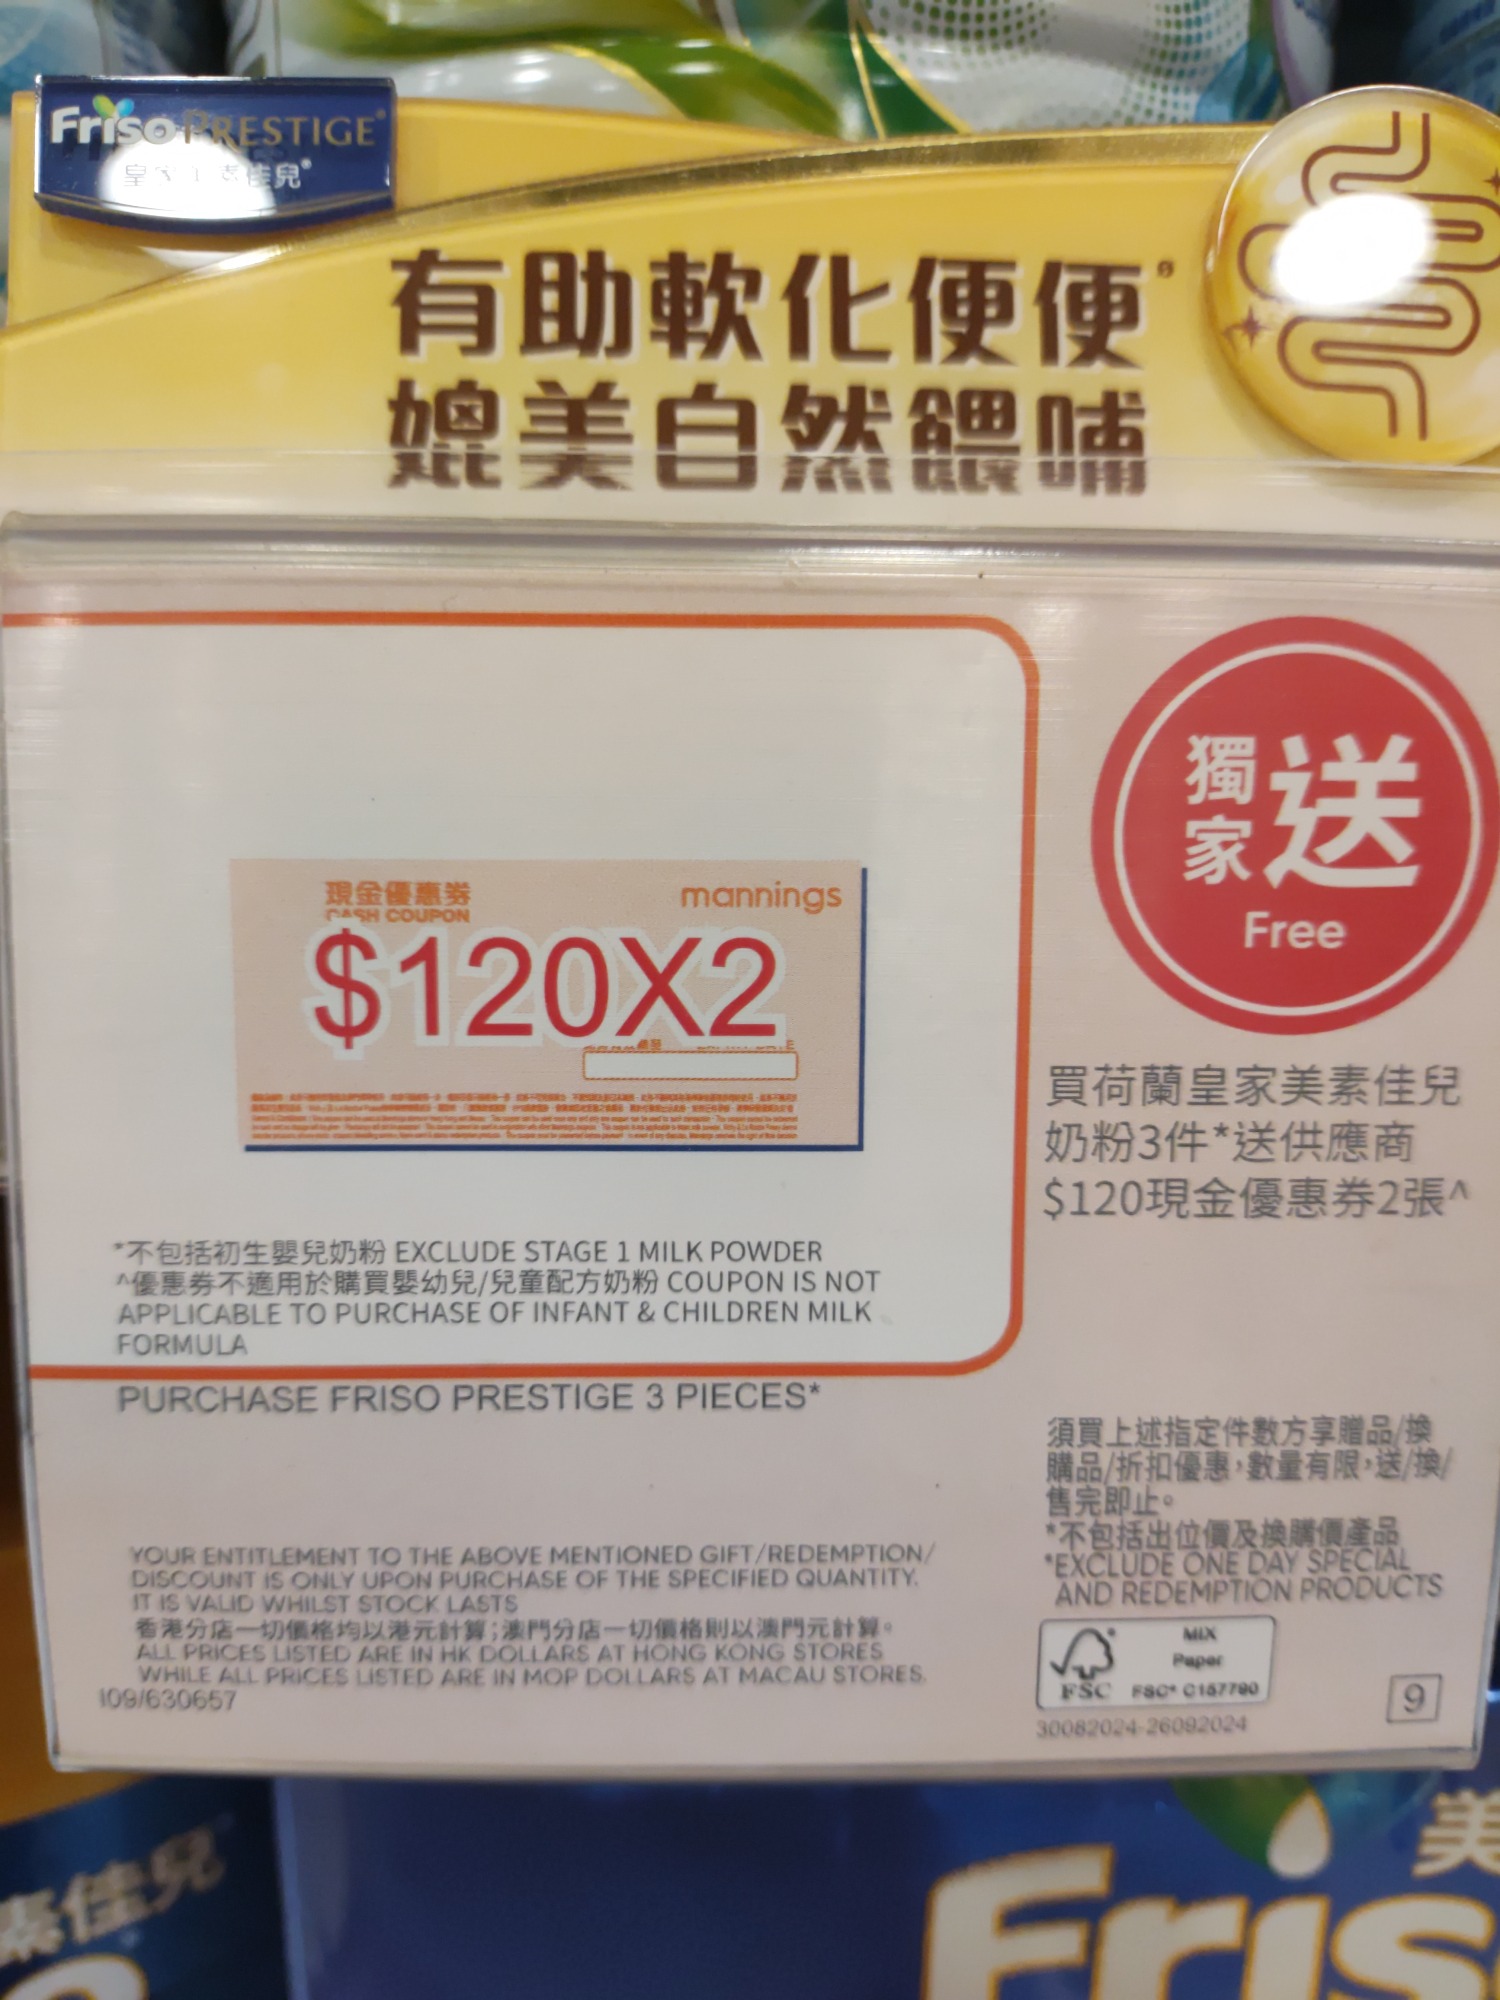 Friso PRESTIGE®
皇家美素佳兒®
有助軟化便便
媲美自然餵哺
現金優惠券
CASH COUPON
mannings
$120X2
獨家送
Free
買荷蘭皇家美素佳兒
奶粉3件*送供應商
$120現金優惠券2張^
*不包括初生嬰兒奶粉 EXCLUDE STAGE 1 MILK POWDER
^優惠券不適用於購買嬰幼兒/兒童配方奶粉 COUPON IS NOT
APPLICABLE TO PURCHASE OF INFANT & CHILDREN MILK
FORMULA
PURCHASE FRISO PRESTIGE 3 PIECES*
須買上述指定件數方享贈品/換
購品/折扣優惠，數量有限，送/換/
售完即止。
*不包括出位價及換購價產品
*EXCLUDE ONE DAY SPECIAL
AND REDEMPTION PRODUCTS
YOUR ENTITLEMENT TO THE ABOVE MENTIONED GIFT/REDEMPTION/
DISCOUNT IS ONLY UPON PURCHASE OF THE SPECIFIED QUANTITY.
IT IS VALID WHILST STOCK LASTS
香港分店一切價格均以港元計算；澳門分店一切價格則以澳門元計算。
ALL PRICES LISTED ARE IN HK DOLLARS AT HONG KONG STORES
WHILE ALL PRICES LISTED ARE IN MOP DOLLARS AT MACAU STORES.
109/630657
MIX
Paper
FSC FSC® C157790
30082024-26092024
9
素佳兒
美
Fris